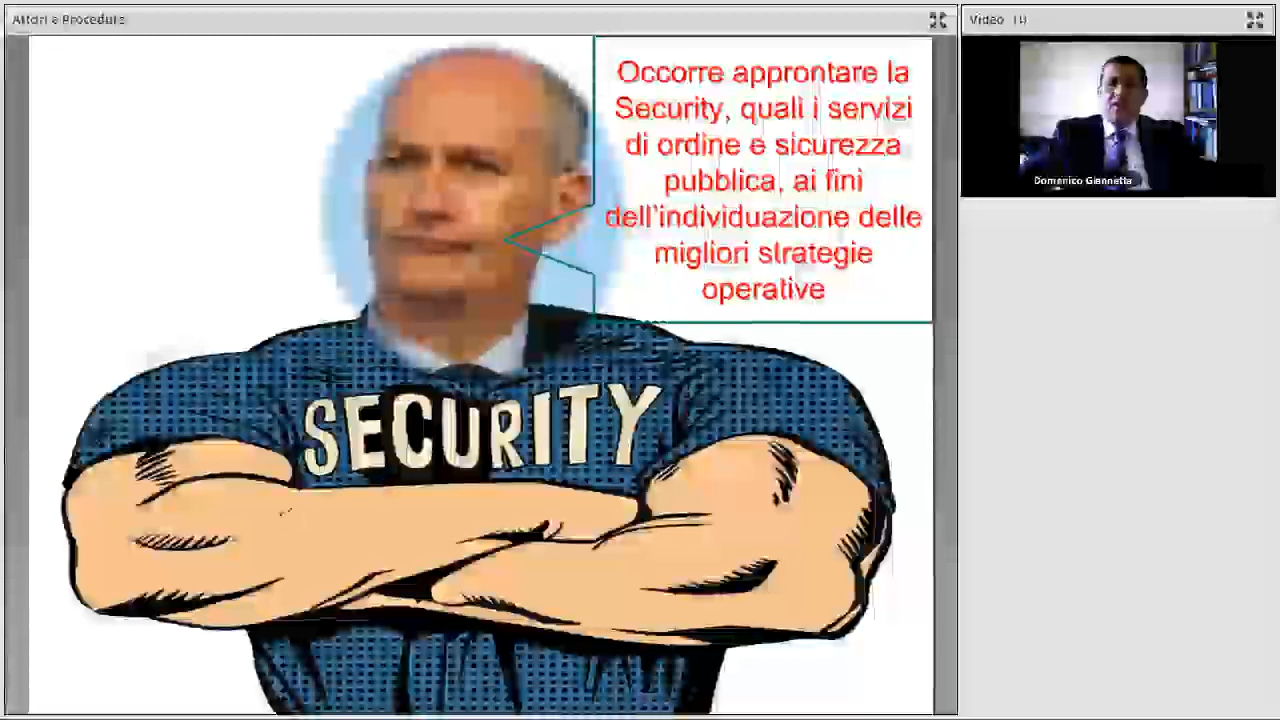 Attori e Procedure
Video
Domenico Giannetta
Occorre approntare la
Security, quali i servizi
di ordine e sicurezza
pubblica, ai fini
dell'individuazione delle
migliori strategie
operative
SECURITY